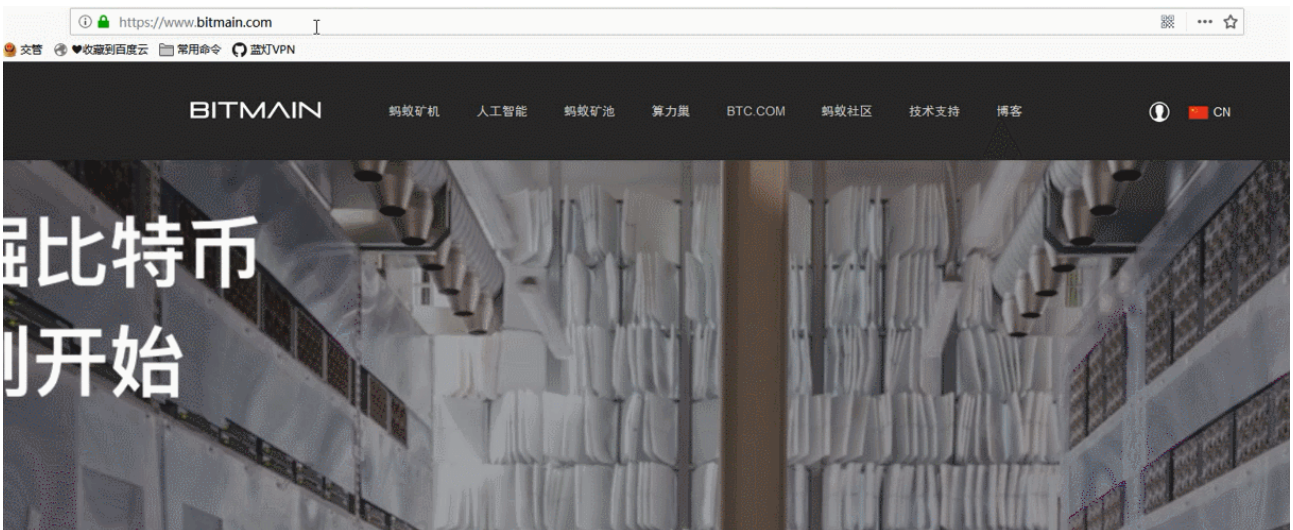 https://www.bitmain.com
交管 ♥收藏到百度云 常用命令 蓝灯VPN
BITMAIN 蚂蚁矿机 人工智能 蚂蚁矿池 算力巢 BTC.COM 蚂蚁社区 技术支持 博客 CN
掘比特币
刻开始